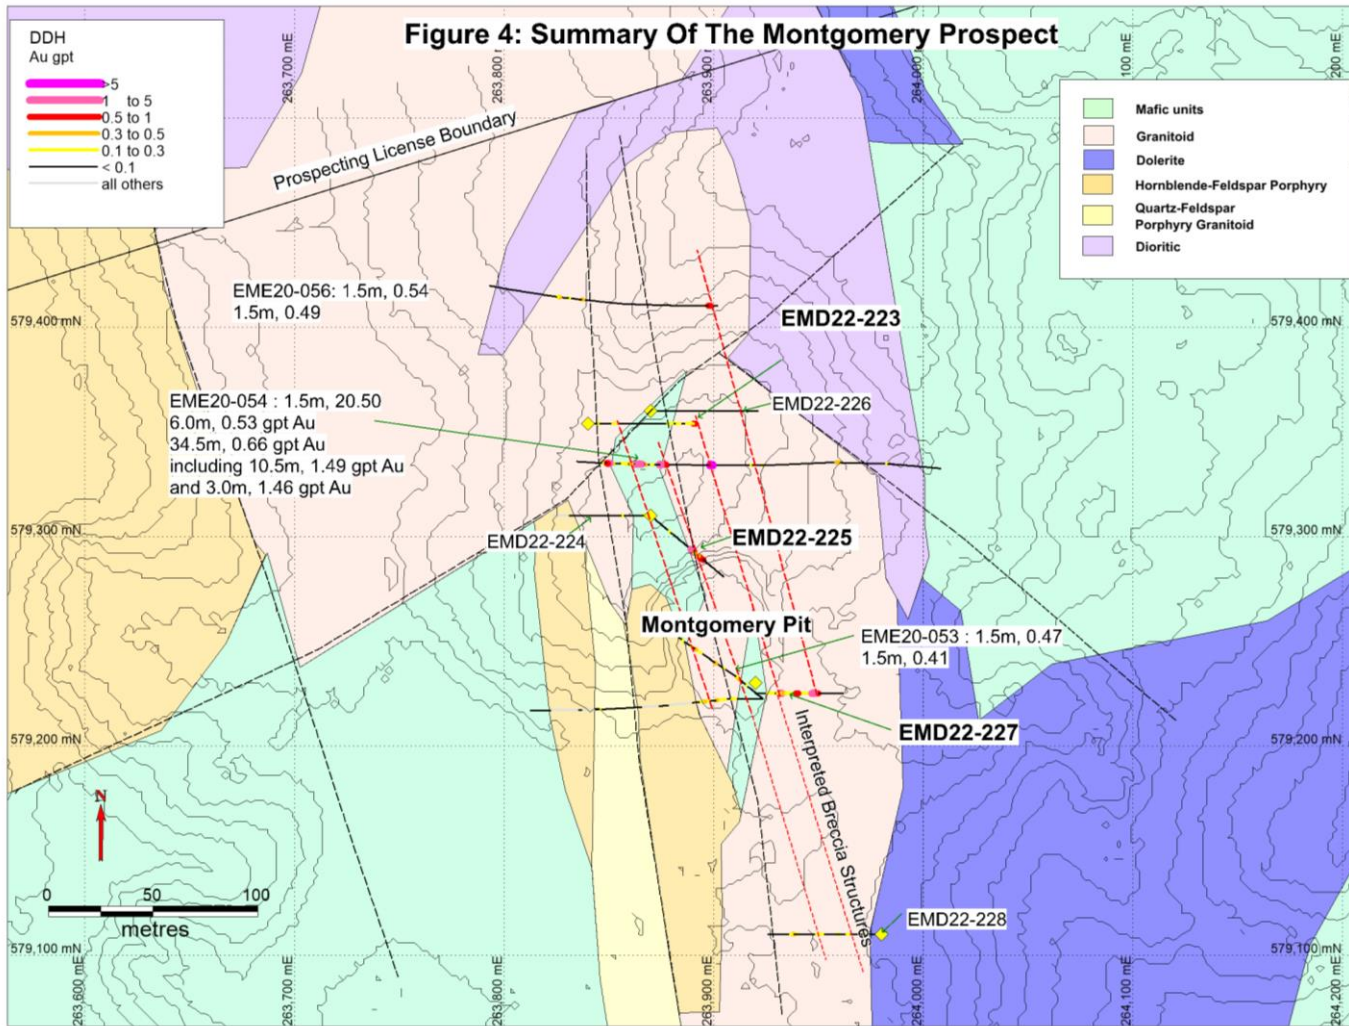 Figure 4: Summary Of The Montgomery Prospect
DDH
Au gpt
>5
1 to 5
0.5 to 1
0.3 to 0.5
0.1 to 0.3
< 0.1
all others
263,700 mE
263,800 mE
263,900 mE
264,000 mE
100 mE
200 mE
Mafic units
Granitoid
Dolerite
Hornblende-Feldspar Porphyry
Quartz-Feldspar
Porphyry Granitoid
Dioritic
Prospecting License Boundary
EME20-056: 1.5m, 0.54
1.5m, 0.49
579,400 mN
EMD22-223
579,400 mN
EME20-054 : 1.5m, 20.50
6.0m, 0.53 gpt Au
34.5m, 0.66 gpt Au
including 10.5m, 1.49 gpt Au
and 3.0m, 1.46 gpt Au
EMD22-226
579,300 mN
EMD22-224
EMD22-225
579,300 mN
Montgomery Pit
EME20-053 : 1.5m, 0.47
1.5m, 0.41
579,200 mN
EMD22-227
579,200 mN
Interpreted Breccia Structures
N
0 50 100
metres
EMD22-228
579,100 mN
579,100 mN
263,600 mE
263,700 mE
263,800 mE
263,900 mE
264,000 mE
264,100 mE
264,200 mE